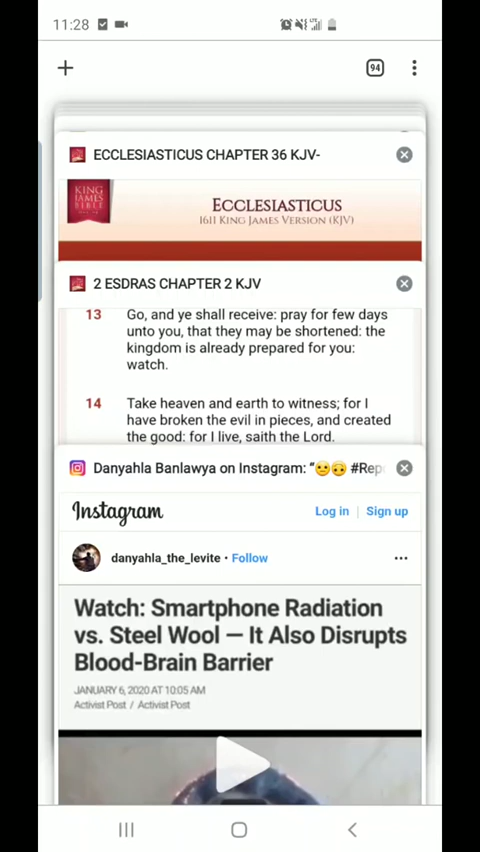 11:28
94
ECCLESIASTICUS CHAPTER 36 KJV-
KING
JAMES
BIBLE
ECCLESIASTICUS
1611 KING JAMES VERSION (KJV)
2 ESDRAS CHAPTER 2 KJV
13 Go, and ye shall receive: pray for few days
unto you, that they may be shortened: the
kingdom is already prepared for you:
watch.
14 Take heaven and earth to witness; for I
have broken the evil in pieces, and created
the good: for I live, saith the Lord.
Danyahla Banlawya on Instagram: "😐🙃 #Rep
Instagram
Log in | Sign up
danyahla_the_levite • Follow
Watch: Smartphone Radiation
vs. Steel Wool — It Also Disrupts
Blood-Brain Barrier
JANUARY 6, 2020 AT 10:05 AM
Activist Post / Activist Post